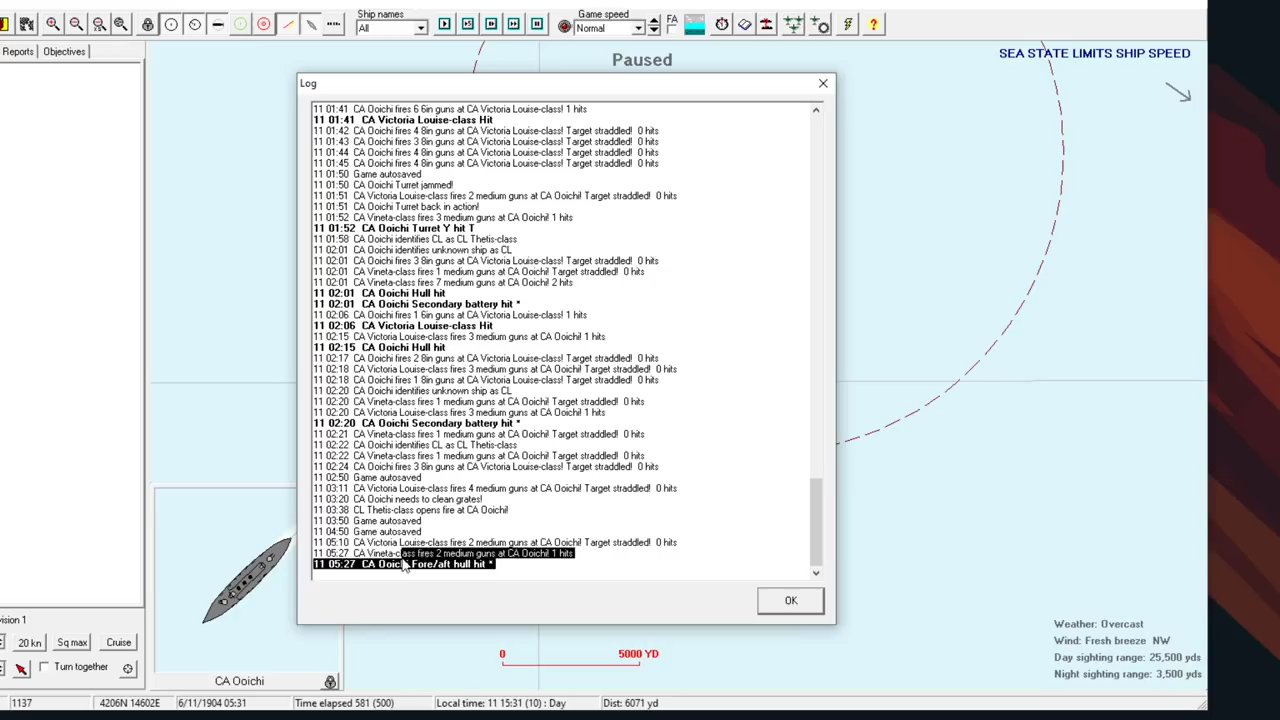 Ship names
All
Game speed
Normal
FA
Reports Objectives
Paused
SEA STATE LIMITS SHIP SPEED
Log
11 01:41 CA Ooichi fires 6 6in guns at CA Victoria Louise-class! 1 hits
11 01:41 CA Victoria Louise-class Hit
11 01:42 CA Ooichi fires 4 8in guns at CA Victoria Louise-class! Target straddled! 0 hits
11 01:43 CA Ooichi fires 3 8in guns at CA Victoria Louise-class! Target straddled! 0 hits
11 01:44 CA Ooichi fires 4 8in guns at CA Victoria Louise-class! Target straddled! 0 hits
11 01:45 CA Ooichi fires 4 8in guns at CA Victoria Louise-class! Target straddled! 0 hits
11 01:50 Game autosaved
11 01:50 CA Ooichi Turret jammed!
11 01:51 CA Victoria Louise-class fires 2 medium guns at CA Ooichi! Target straddled! 0 hits
11 01:51 CA Ooichi Turret back in action!
11 01:52 CA Vineta-class fires 3 medium guns at CA Ooichi! 1 hits
11 01:52 CA Ooichi Turret Y hit T
11 01:58 CA Ooichi identifies CL as CL Thetis-class
11 02:01 CA Ooichi identifies unknown ship as CL
11 02:01 CA Ooichi fires 3 8in guns at CA Victoria Louise-class! Target straddled! 0 hits
11 02:01 CA Vineta-class fires 1 medium guns at CA Ooichi! Target straddled! 0 hits
11 02:01 CA Vineta-class fires 7 medium guns at CA Ooichi! 2 hits
11 02:01 CA Ooichi Hull hit
11 02:01 CA Ooichi Secondary battery hit *
11 02:06 CA Ooichi fires 1 6in guns at CA Victoria Louise-class! 1 hits
11 02:06 CA Victoria Louise-class Hit
11 02:15 CA Victoria Louise-class fires 3 medium guns at CA Ooichi! 1 hits
11 02:15 CA Ooichi Hull hit
11 02:17 CA Ooichi fires 2 8in guns at CA Victoria Louise-class! Target straddled! 0 hits
11 02:18 CA Victoria Louise-class fires 3 medium guns at CA Ooichi! Target straddled! 0 hits
11 02:18 CA Ooichi fires 1 8in guns at CA Victoria Louise-class! Target straddled! 0 hits
11 02:20 CA Ooichi identifies unknown ship as CL
11 02:20 CA Vineta-class fires 1 medium guns at CA Ooichi! Target straddled! 0 hits
11 02:20 CA Victoria Louise-class fires 3 medium guns at CA Ooichi! 1 hits
11 02:20 CA Ooichi Secondary battery hit *
11 02:21 CA Vineta-class fires 1 medium guns at CA Ooichi! Target straddled! 0 hits
11 02:22 CA Ooichi identifies CL as CL Thetis-class
11 02:22 CA Vineta-class fires 1 medium guns at CA Ooichi! Target straddled! 0 hits
11 02:24 CA Ooichi fires 3 8in guns at CA Victoria Louise-class! Target straddled! 0 hits
11 02:50 Game autosaved
11 03:11 CA Victoria Louise-class fires 4 medium guns at CA Ooichi! Target straddled! 0 hits
11 03:20 CA Ooichi needs to clean grates!
11 03:38 CL Thetis-class opens fire at CA Ooichi!
11 03:50 Game autosaved
11 04:50 Game autosaved
11 05:10 CA Victoria Louise-class fires 2 medium guns at CA Ooichi! Target straddled! 0 hits
11 05:27 CA Vineta-class fires 2 medium guns at CA Ooichi! 1 hits
11 05:27 CA Ooichi Fore/aft hull hit *
OK
vision 1
20 kn Sq max Cruise
Turn together
CA Ooichi
0 5000 YD
Weather: Overcast
Wind: Fresh breeze NW
Day sighting range: 25,500 yds
Night sighting range: 3,500 yds
1137 4206N 14602E 6/11/1904 05:31 Time elapsed 581 (500) Local time: 11 15:31 (10) : Day Dist: 6071 yd